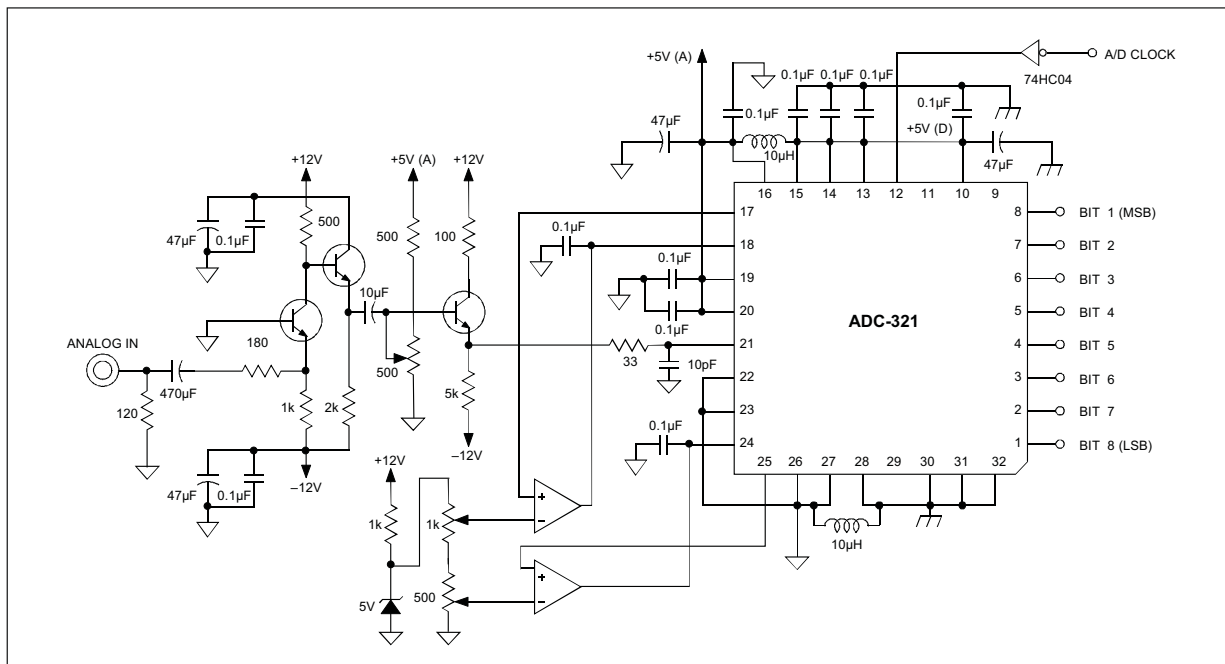 A/D CLOCK
74HC04
+5V (A)
0.1µF 0.1µF 0.1µF
0.1µF
0.1µF
+5V (D)
47µF
10µH
47µF
+12V
+5V (A)
+12V
500
500
100
47µF 0.1µF
10µF
180
ANALOG IN
470µF
120
1k
2k
500
5k
–12V
–12V
47µF 0.1µF
33
10pF
0.1µF
0.1µF
0.1µF
0.1µF
+12V
1k
1k
5V
500
+
–
+
–
10µH
ADC-321
16 15 14 13 12 11 10 9
17
18
19
20
21
22
23
24
25 26 27 28 29 30 31 32
8 BIT 1 (MSB)
7 BIT 2
6 BIT 3
5 BIT 4
4 BIT 5
3 BIT 6
2 BIT 7
1 BIT 8 (LSB)